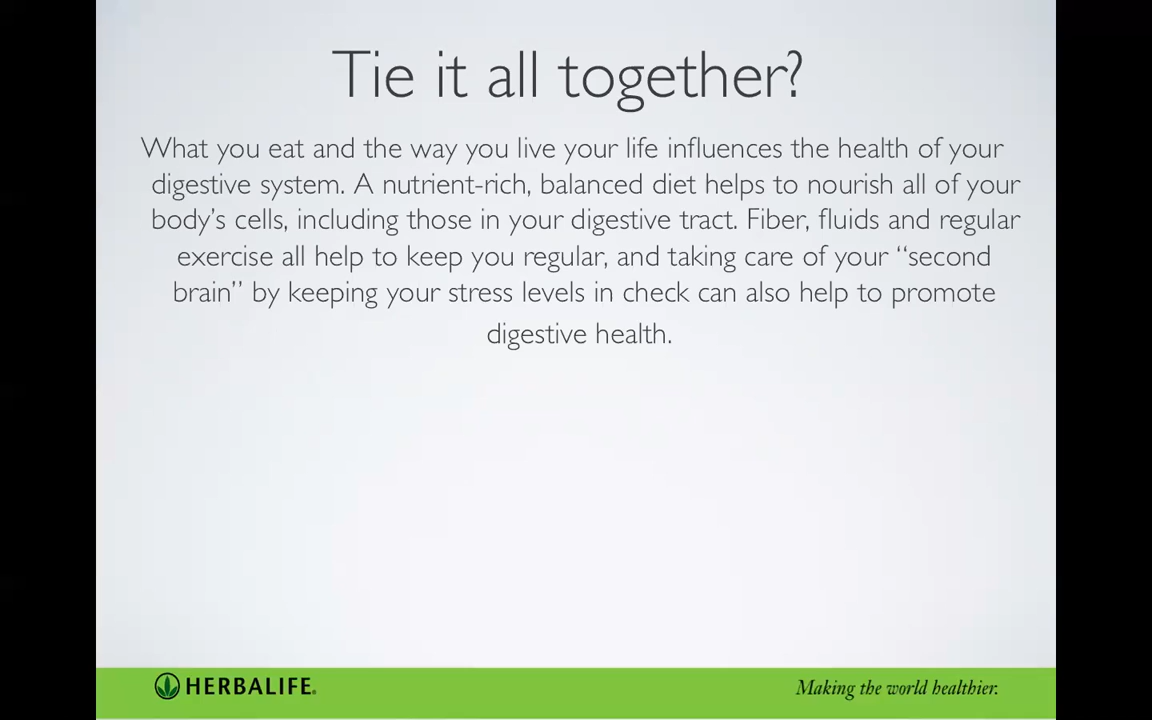 Tie it all together?
What you eat and the way you live your life influences the health of your
digestive system. A nutrient-rich, balanced diet helps to nourish all of your
body’s cells, including those in your digestive tract. Fiber, fluids and regular
exercise all help to keep you regular, and taking care of your “second
brain” by keeping your stress levels in check can also help to promote
digestive health.
HERBALIFE®
Making the world healthier.